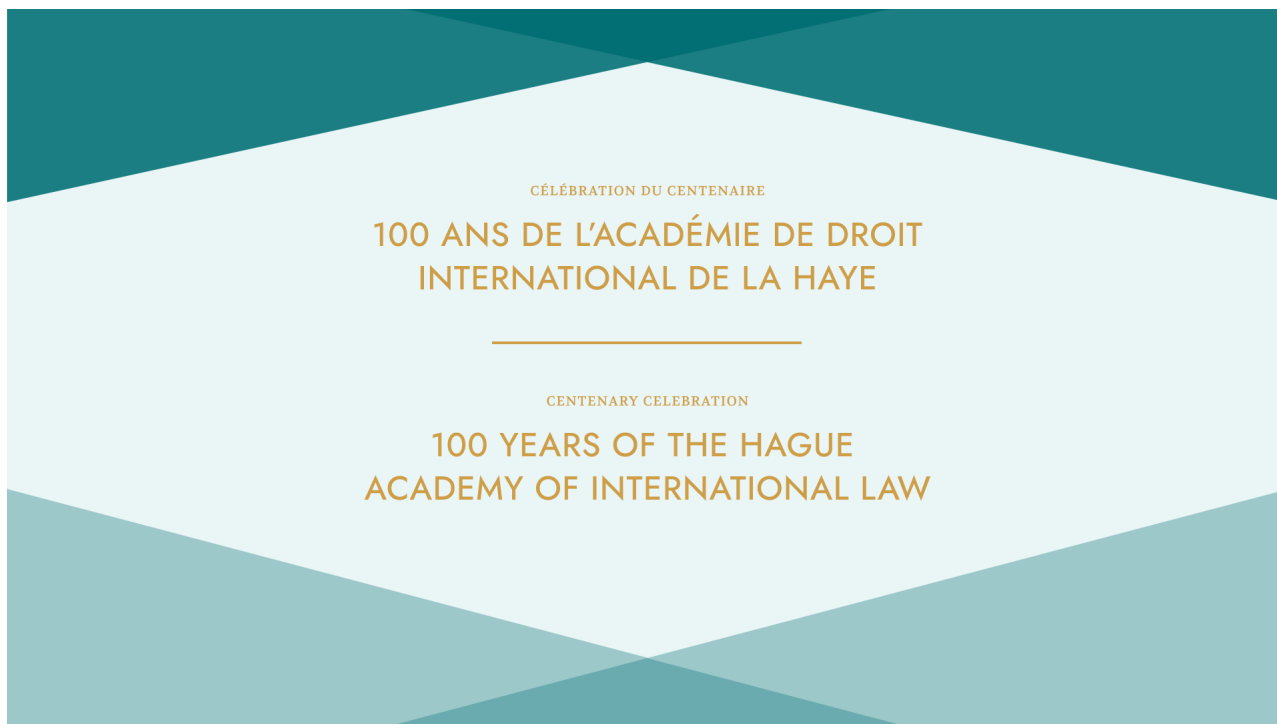 CÉLÉBRATION DU CENTENAIRE
100 ANS DE L’ACADÉMIE DE DROIT
INTERNATIONAL DE LA HAYE
CENTENARY CELEBRATION
100 YEARS OF THE HAGUE
ACADEMY OF INTERNATIONAL LAW